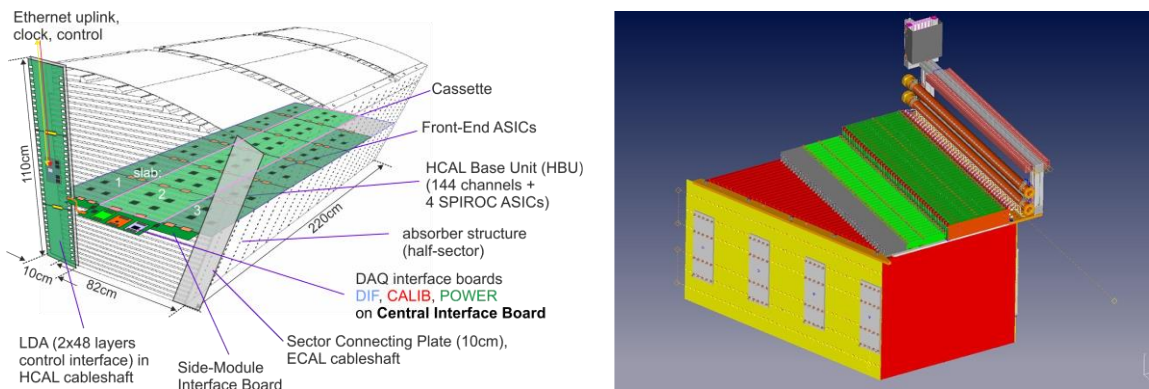 Ethernet uplink,
clock, control
110cm
slab:
1
2
3
10cm
82cm
220cm
Cassette
Front-End ASICs
HCAL Base Unit (HBU)
(144 channels +
4 SPIROC ASICs)
absorber structure
(half-sector)
DAQ interface boards
DIF, CALIB, POWER
on Central Interface Board
Sector Connecting Plate (10cm),
ECAL cableshaft
Side-Module
Interface Board
LDA (2x48 layers
control interface) in
HCAL cableshaft